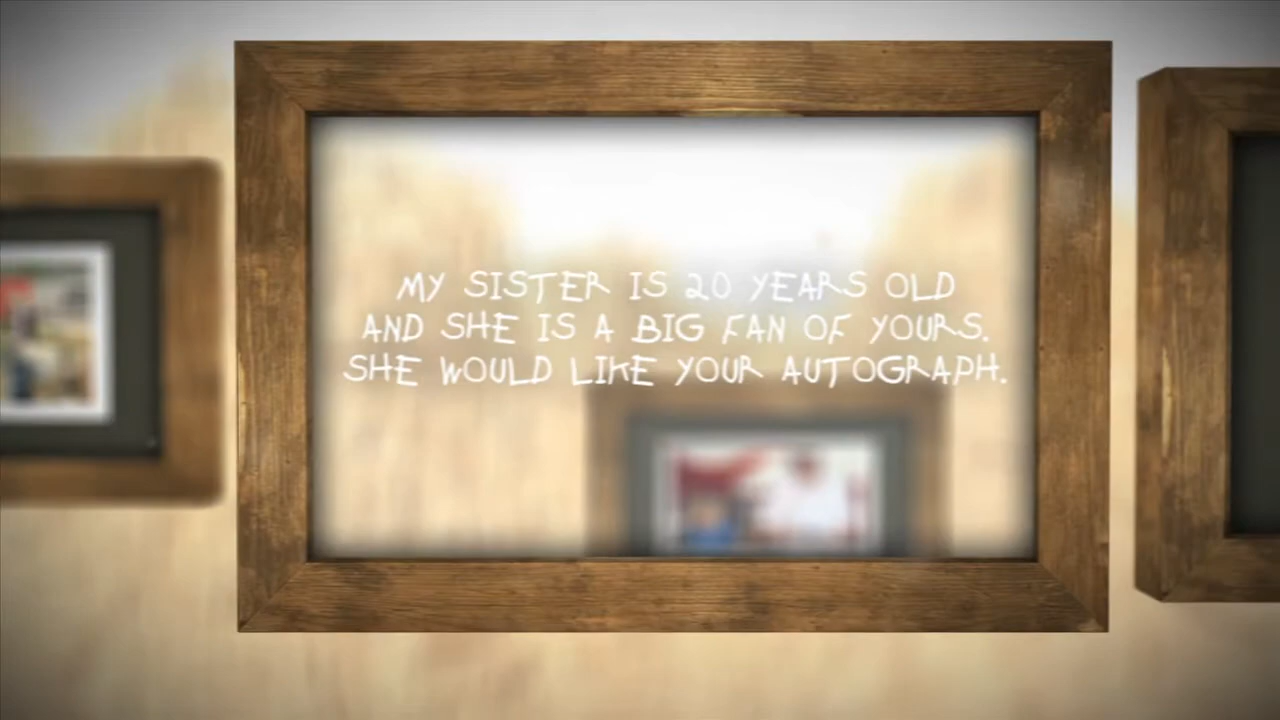 MY SISTER IS 20 YEARS OLD
AND SHE IS A BIG FAN OF YOURS.
SHE WOULD LIKE YOUR AUTOGRAPH.